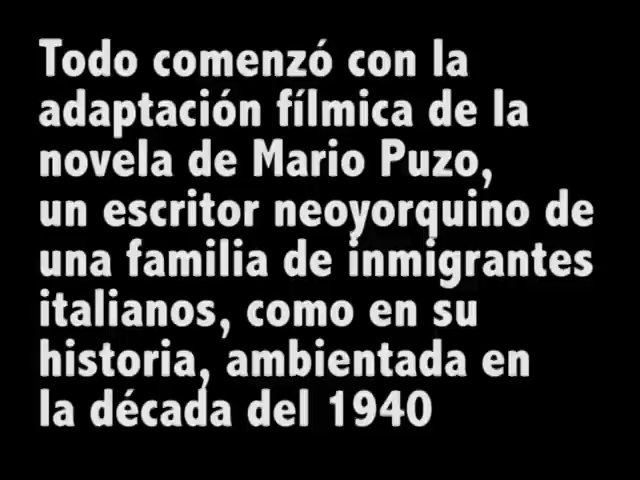 Todo comenzó con la
adaptación fílmica de la
novela de Mario Puzo,
un escritor neoyorquino de
una familia de inmigrantes
italianos, como en su
historia, ambientada en
la década del 1940